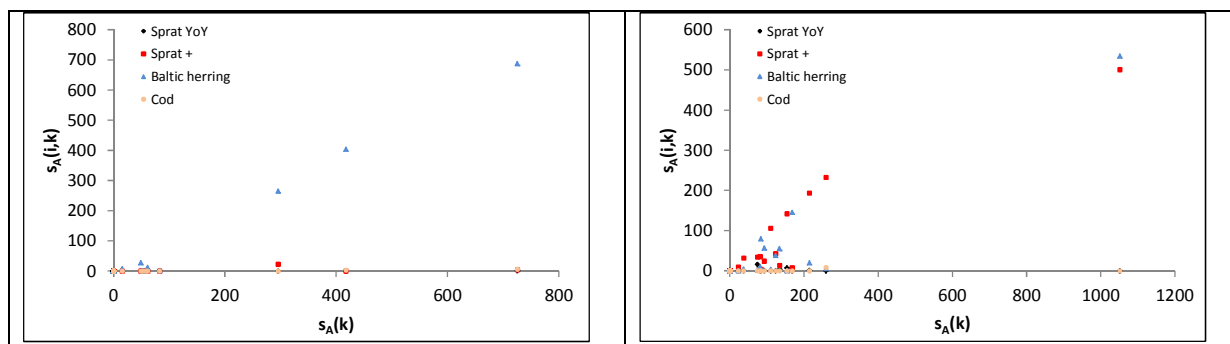 800
700
600
500
400
300
200
100
0
0 200 400 600 800
s_A(i,k)
s_A(k)
Sprat YoY
Sprat +
Baltic herring
Cod
600
500
400
300
200
100
0
0 200 400 600 800 1000 1200
s_A(i,k)
s_A(k)
Sprat YoY
Sprat +
Baltic herring
Cod